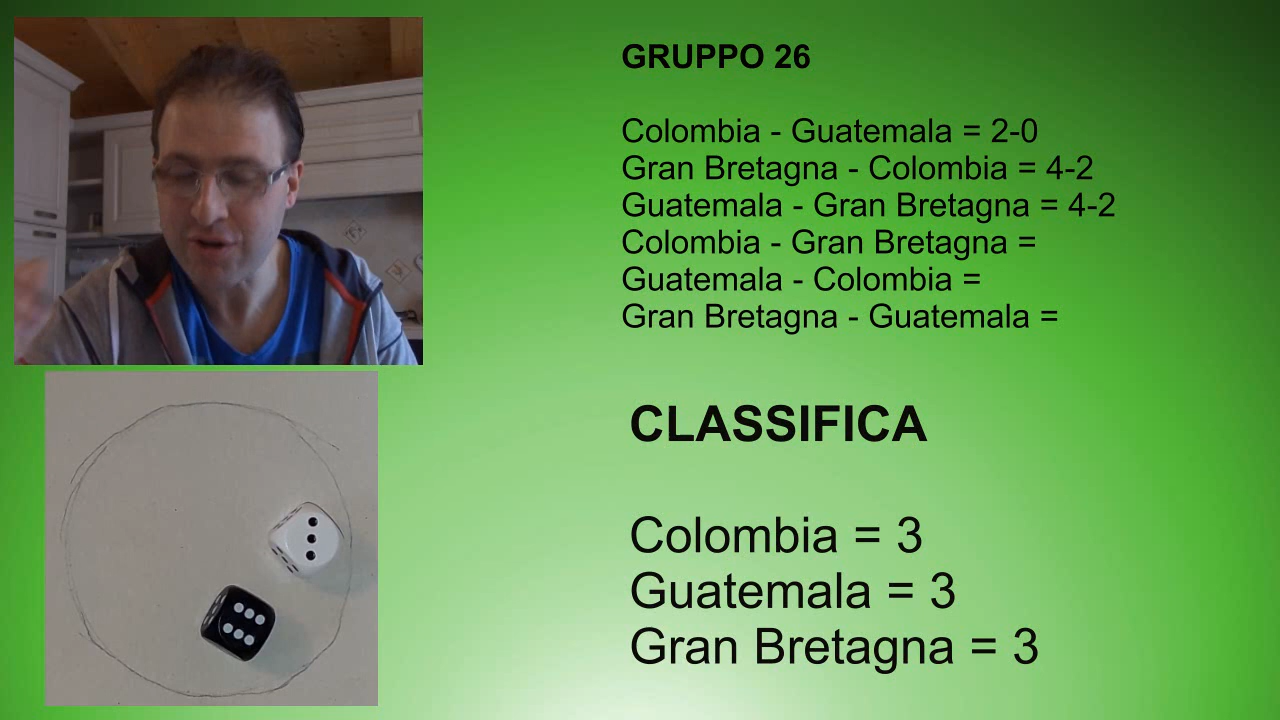 GRUPPO 26
Colombia - Guatemala = 2-0
Gran Bretagna - Colombia = 4-2
Guatemala - Gran Bretagna = 4-2
Colombia - Gran Bretagna =
Guatemala - Colombia =
Gran Bretagna - Guatemala =
CLASSIFICA
Colombia = 3
Guatemala = 3
Gran Bretagna = 3